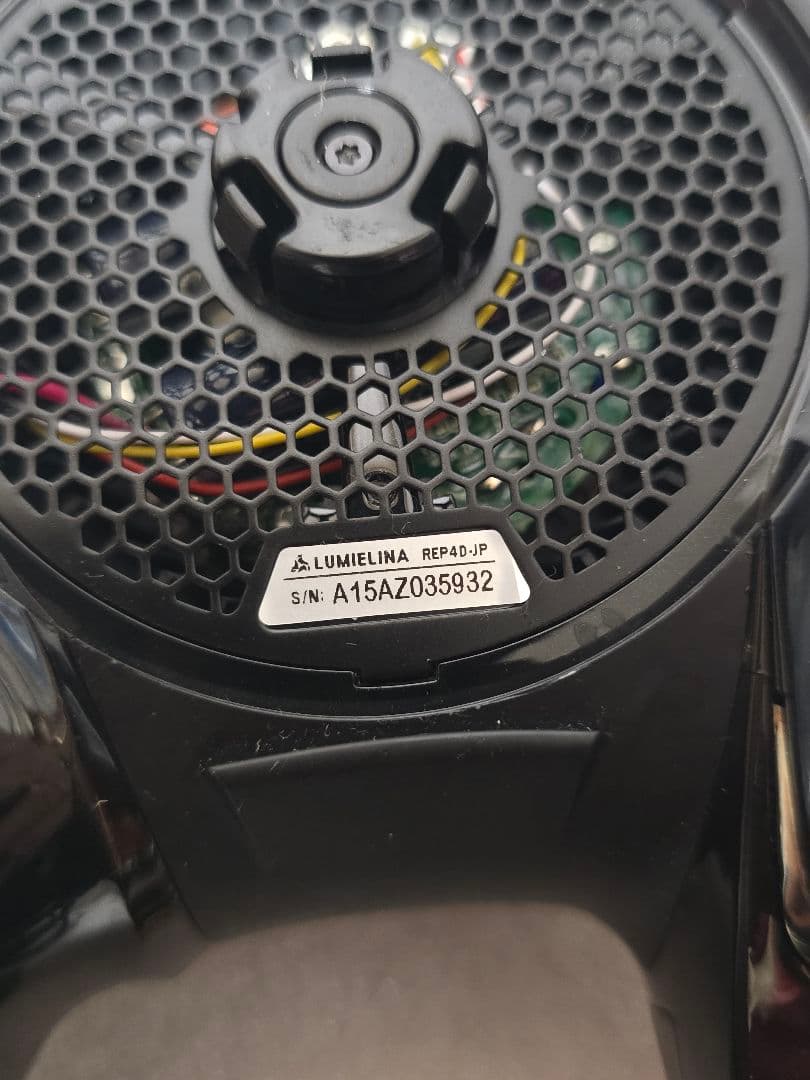 LUMIELINA REP4D-JP
S/N: A15AZ035932